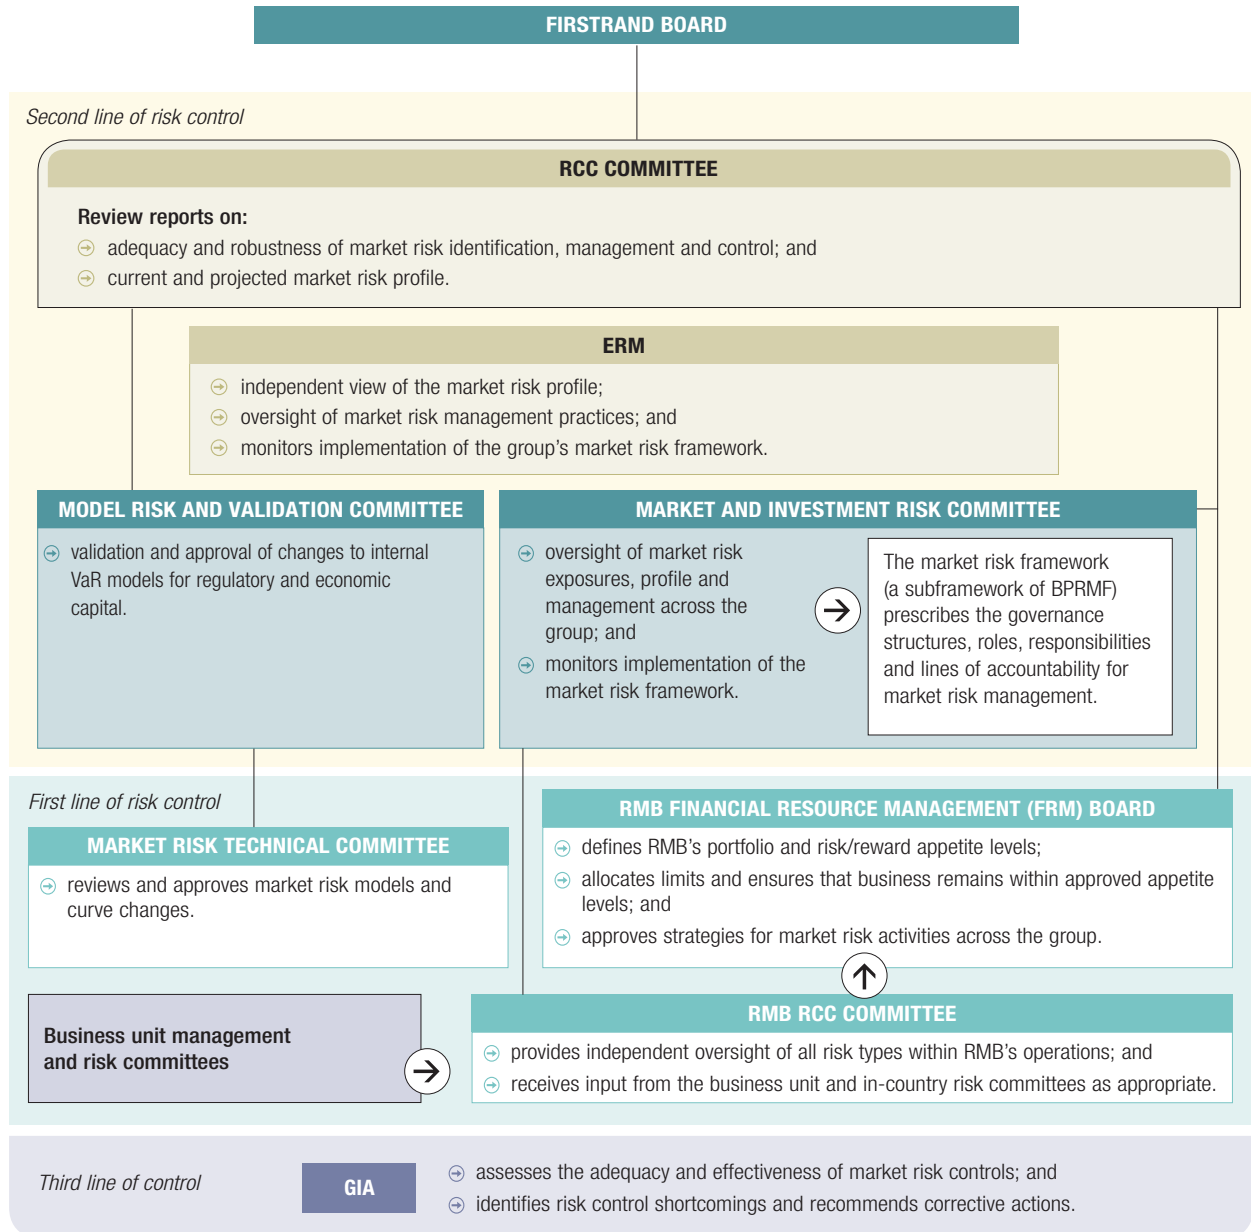 FIRSTRAND BOARD
Second line of risk control
RCC COMMITTEE
Review reports on:
adequacy and robustness of market risk identification, management and control; and
current and projected market risk profile.
ERM
independent view of the market risk profile;
oversight of market risk management practices; and
monitors implementation of the group’s market risk framework.
MODEL RISK AND VALIDATION COMMITTEE
validation and approval of changes to internal
VaR models for regulatory and economic
capital.
MARKET AND INVESTMENT RISK COMMITTEE
oversight of market risk
exposures, profile and
management across the
group; and
monitors implementation of the
market risk framework.
The market risk framework
(a subframework of BPRMF)
prescribes the governance
structures, roles, responsibilities
and lines of accountability for
market risk management.
First line of risk control
MARKET RISK TECHNICAL COMMITTEE
reviews and approves market risk models and
curve changes.
RMB FINANCIAL RESOURCE MANAGEMENT (FRM) BOARD
defines RMB’s portfolio and risk/reward appetite levels;
allocates limits and ensures that business remains within approved appetite
levels; and
approves strategies for market risk activities across the group.
Business unit management
and risk committees
RMB RCC COMMITTEE
provides independent oversight of all risk types within RMB’s operations; and
receives input from the business unit and in-country risk committees as appropriate.
Third line of control
GIA
assesses the adequacy and effectiveness of market risk controls; and
identifies risk control shortcomings and recommends corrective actions.